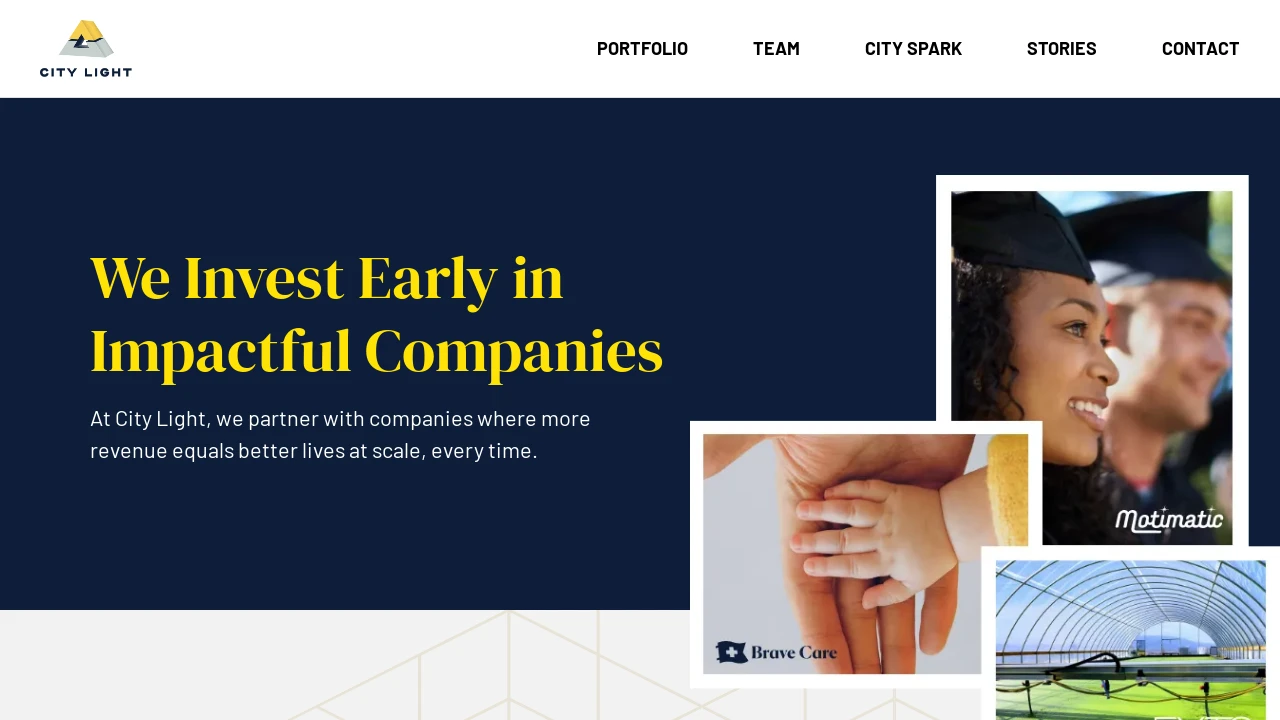 CITY LIGHT
PORTFOLIO
TEAM
CITY SPARK
STORIES
CONTACT
We Invest Early in
Impactful Companies
At City Light, we partner with companies where more
revenue equals better lives at scale, every time.
Motimatic
Brave Care